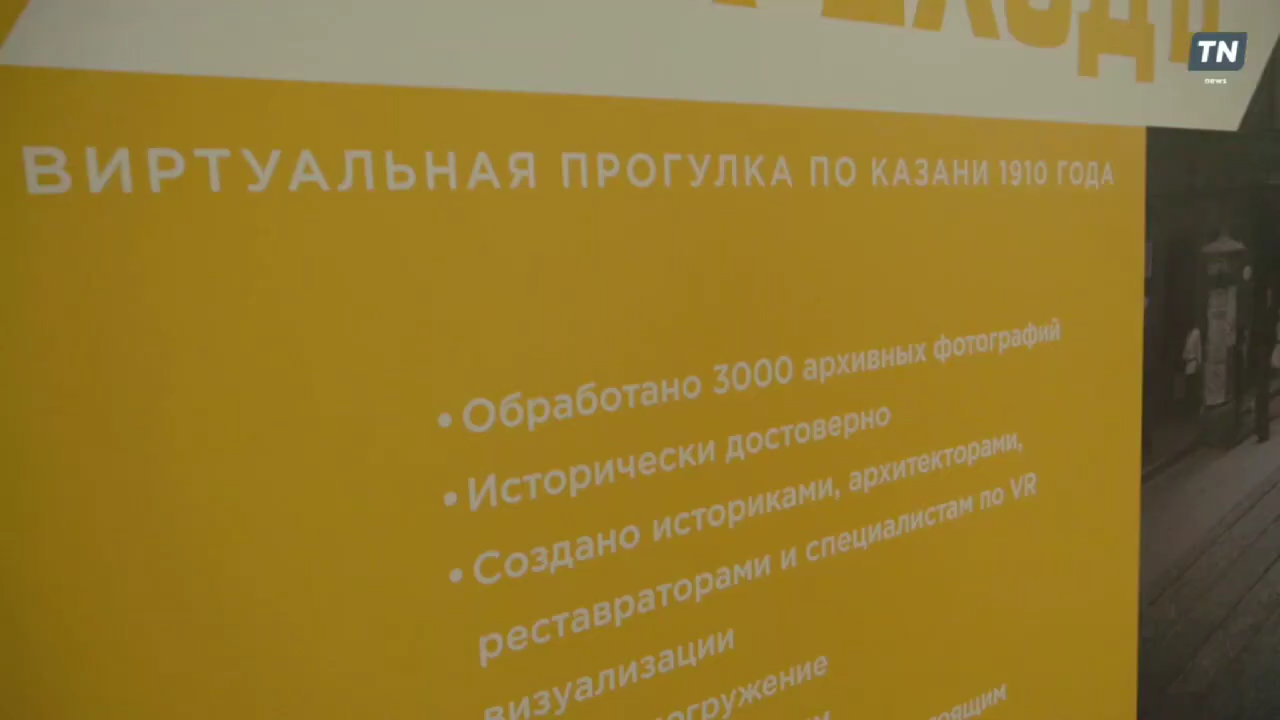 TN
news
ВИРТУАЛЬНАЯ ПРОГУЛКА ПО КАЗАНИ 1910 ГОДА
• Обработано 3000 архивных фотографий
• Исторически достоверно
• Создано историками, архитекторами,
реставраторами и специалистам по VR
визуализации